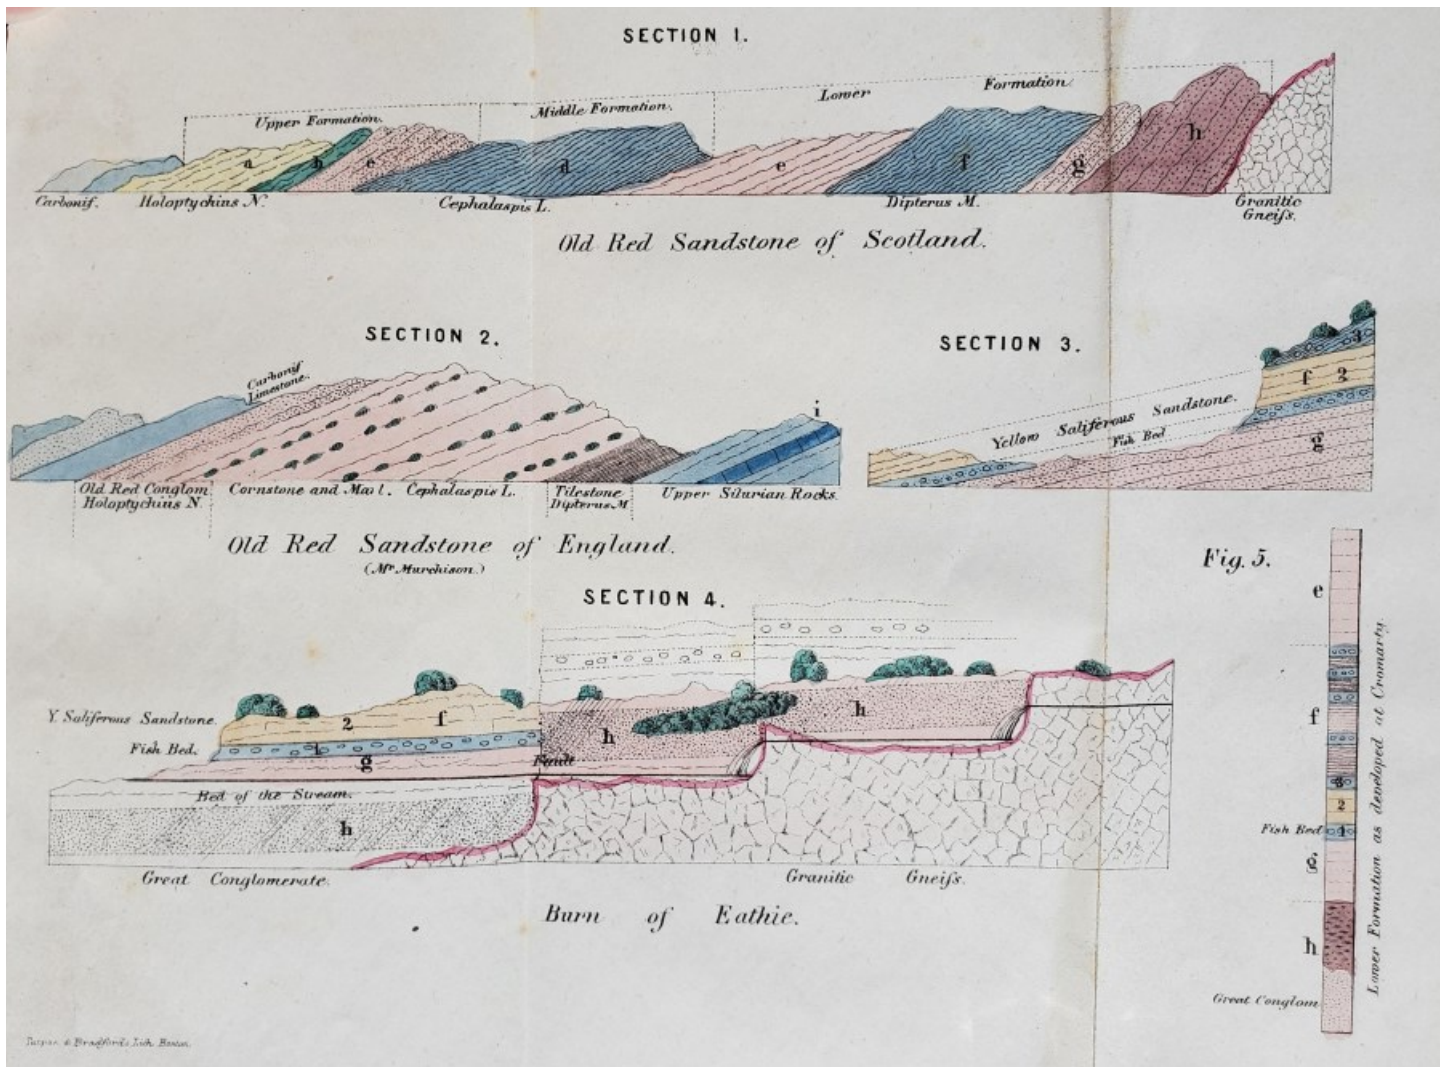 SECTION 1.
Upper Formation.
Middle Formation.
Lower Formation
a b c d e f g h
Carbonif.
Holoptychius N.
Cephalaspis L.
Dipterus M.
Granitic
Gneiſs.
Old Red Sandstone of Scotland.
SECTION 2.
Carbonif
Limestone.
i
Old Red Conglom
Holoptychius N.
Cornstone and Marl. Cephalaspis L.
Tilestone
Dipterus M
Upper Silurian Rocks.
Old Red Sandstone of England.
(Mr. Murchison.)
SECTION 3.
3
f 2
g
Yellow Saliferous Sandstone.
Fish Bed
SECTION 4.
Y. Saliferous Sandstone.
2 f
Fish Bed.
1
g
h
h
Fault
Bed of the Stream.
h
Great Conglomerate.
Granitic Gneiſs.
Burn of Eathie.
Fig. 5.
e
f
3
2
Fish Bed 1
g
h
Great Conglom
Lower Formation as developed at Cromarty.
Tappan & Bradford's Lith. Boston.